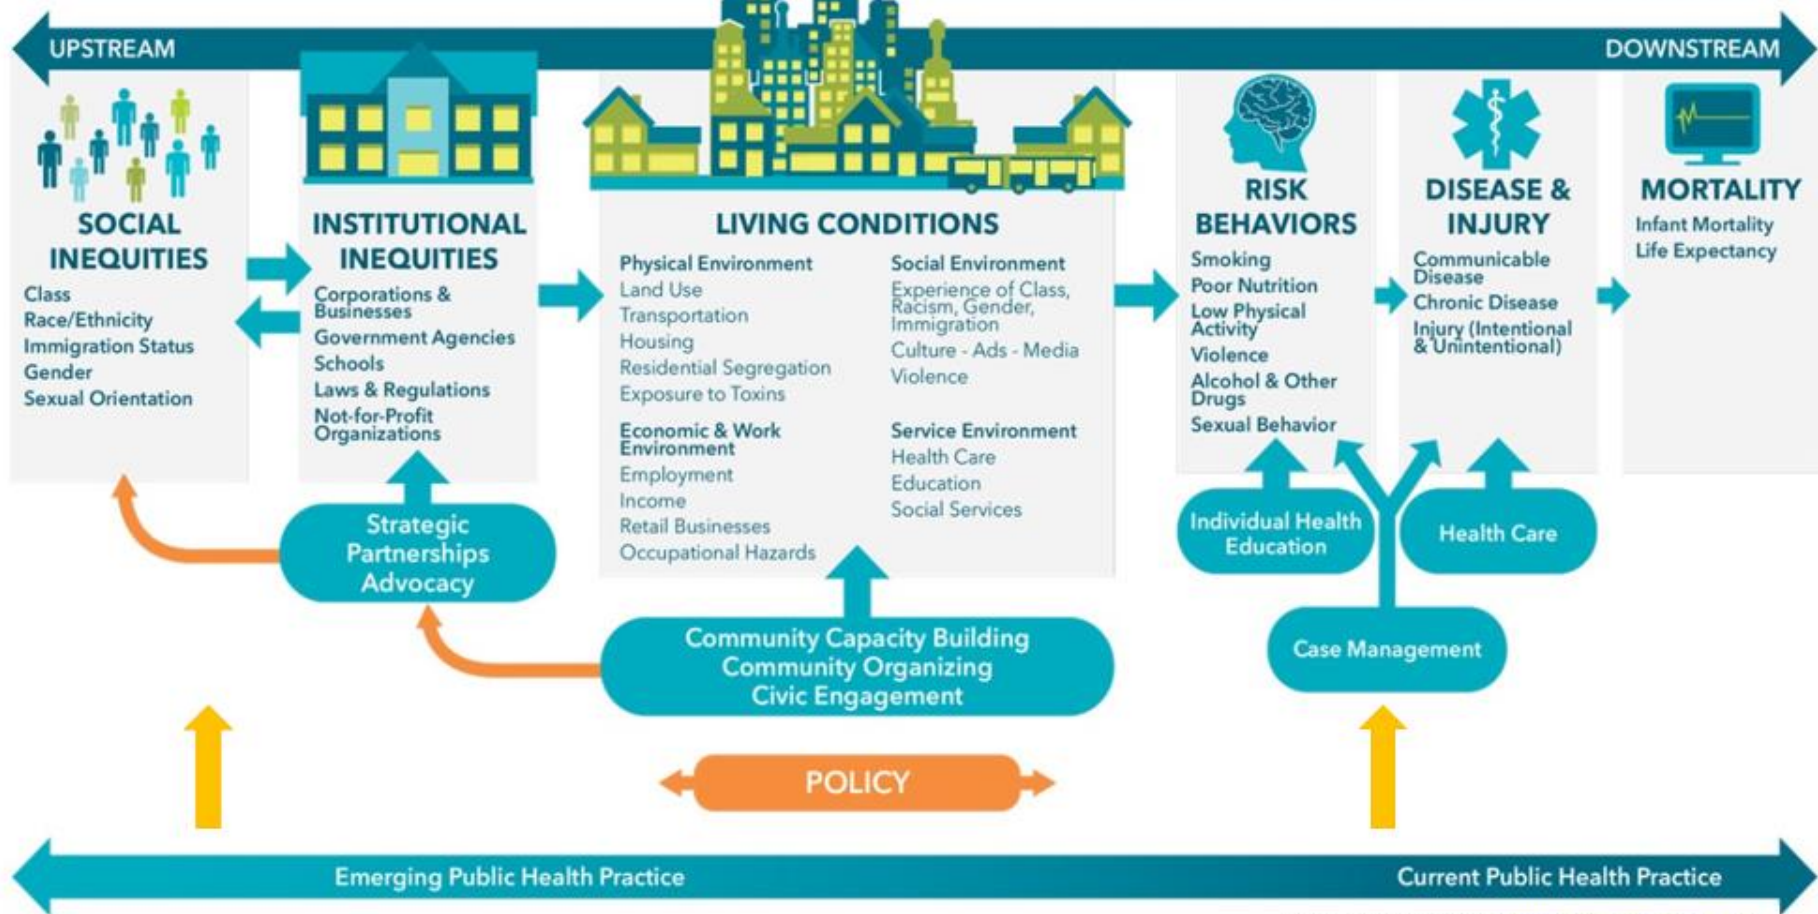 UPSTREAM
DOWNSTREAM
SOCIAL
INEQUITIES
Class
Race/Ethnicity
Immigration Status
Gender
Sexual Orientation
INSTITUTIONAL
INEQUITIES
Corporations &
Businesses
Government Agencies
Schools
Laws & Regulations
Not-for-Profit
Organizations
LIVING CONDITIONS
Physical Environment
Land Use
Transportation
Housing
Residential Segregation
Exposure to Toxins
Economic & Work
Environment
Employment
Income
Retail Businesses
Occupational Hazards
Social Environment
Experience of Class,
Racism, Gender,
Immigration
Culture - Ads - Media
Violence
Service Environment
Health Care
Education
Social Services
RISK
BEHAVIORS
Smoking
Poor Nutrition
Low Physical
Activity
Violence
Alcohol & Other
Drugs
Sexual Behavior
DISEASE &
INJURY
Communicable
Disease
Chronic Disease
Injury (Intentional
& Unintentional)
MORTALITY
Infant Mortality
Life Expectancy
Strategic
Partnerships
Advocacy
Community Capacity Building
Community Organizing
Civic Engagement
Individual Health
Education
Health Care
Case Management
POLICY
Emerging Public Health Practice
Current Public Health Practice